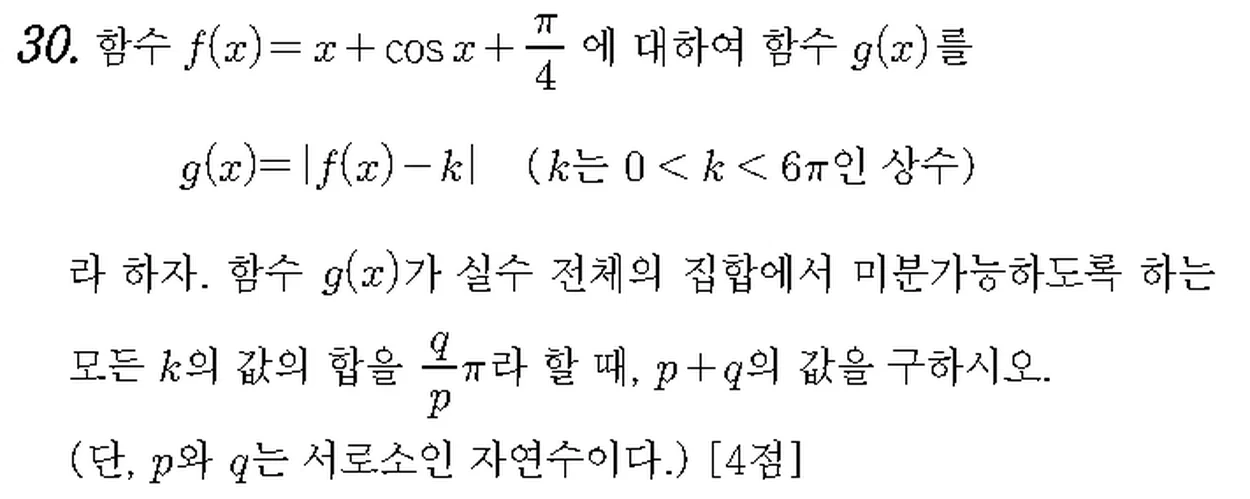 30. 함수 f(x)= x+cos x+π/4 에 대하여 함수 g(x)를
g(x)=|f(x)-k| (k는 0<k<6π인 상수)
라 하자. 함수 g(x)가 실수 전체의 집합에서 미분가능하도록 하는
모든 k의 값의 합을 q/p π라 할 때, p+q의 값을 구하시오.
(단, p와 q는 서로소인 자연수이다.) [4점]